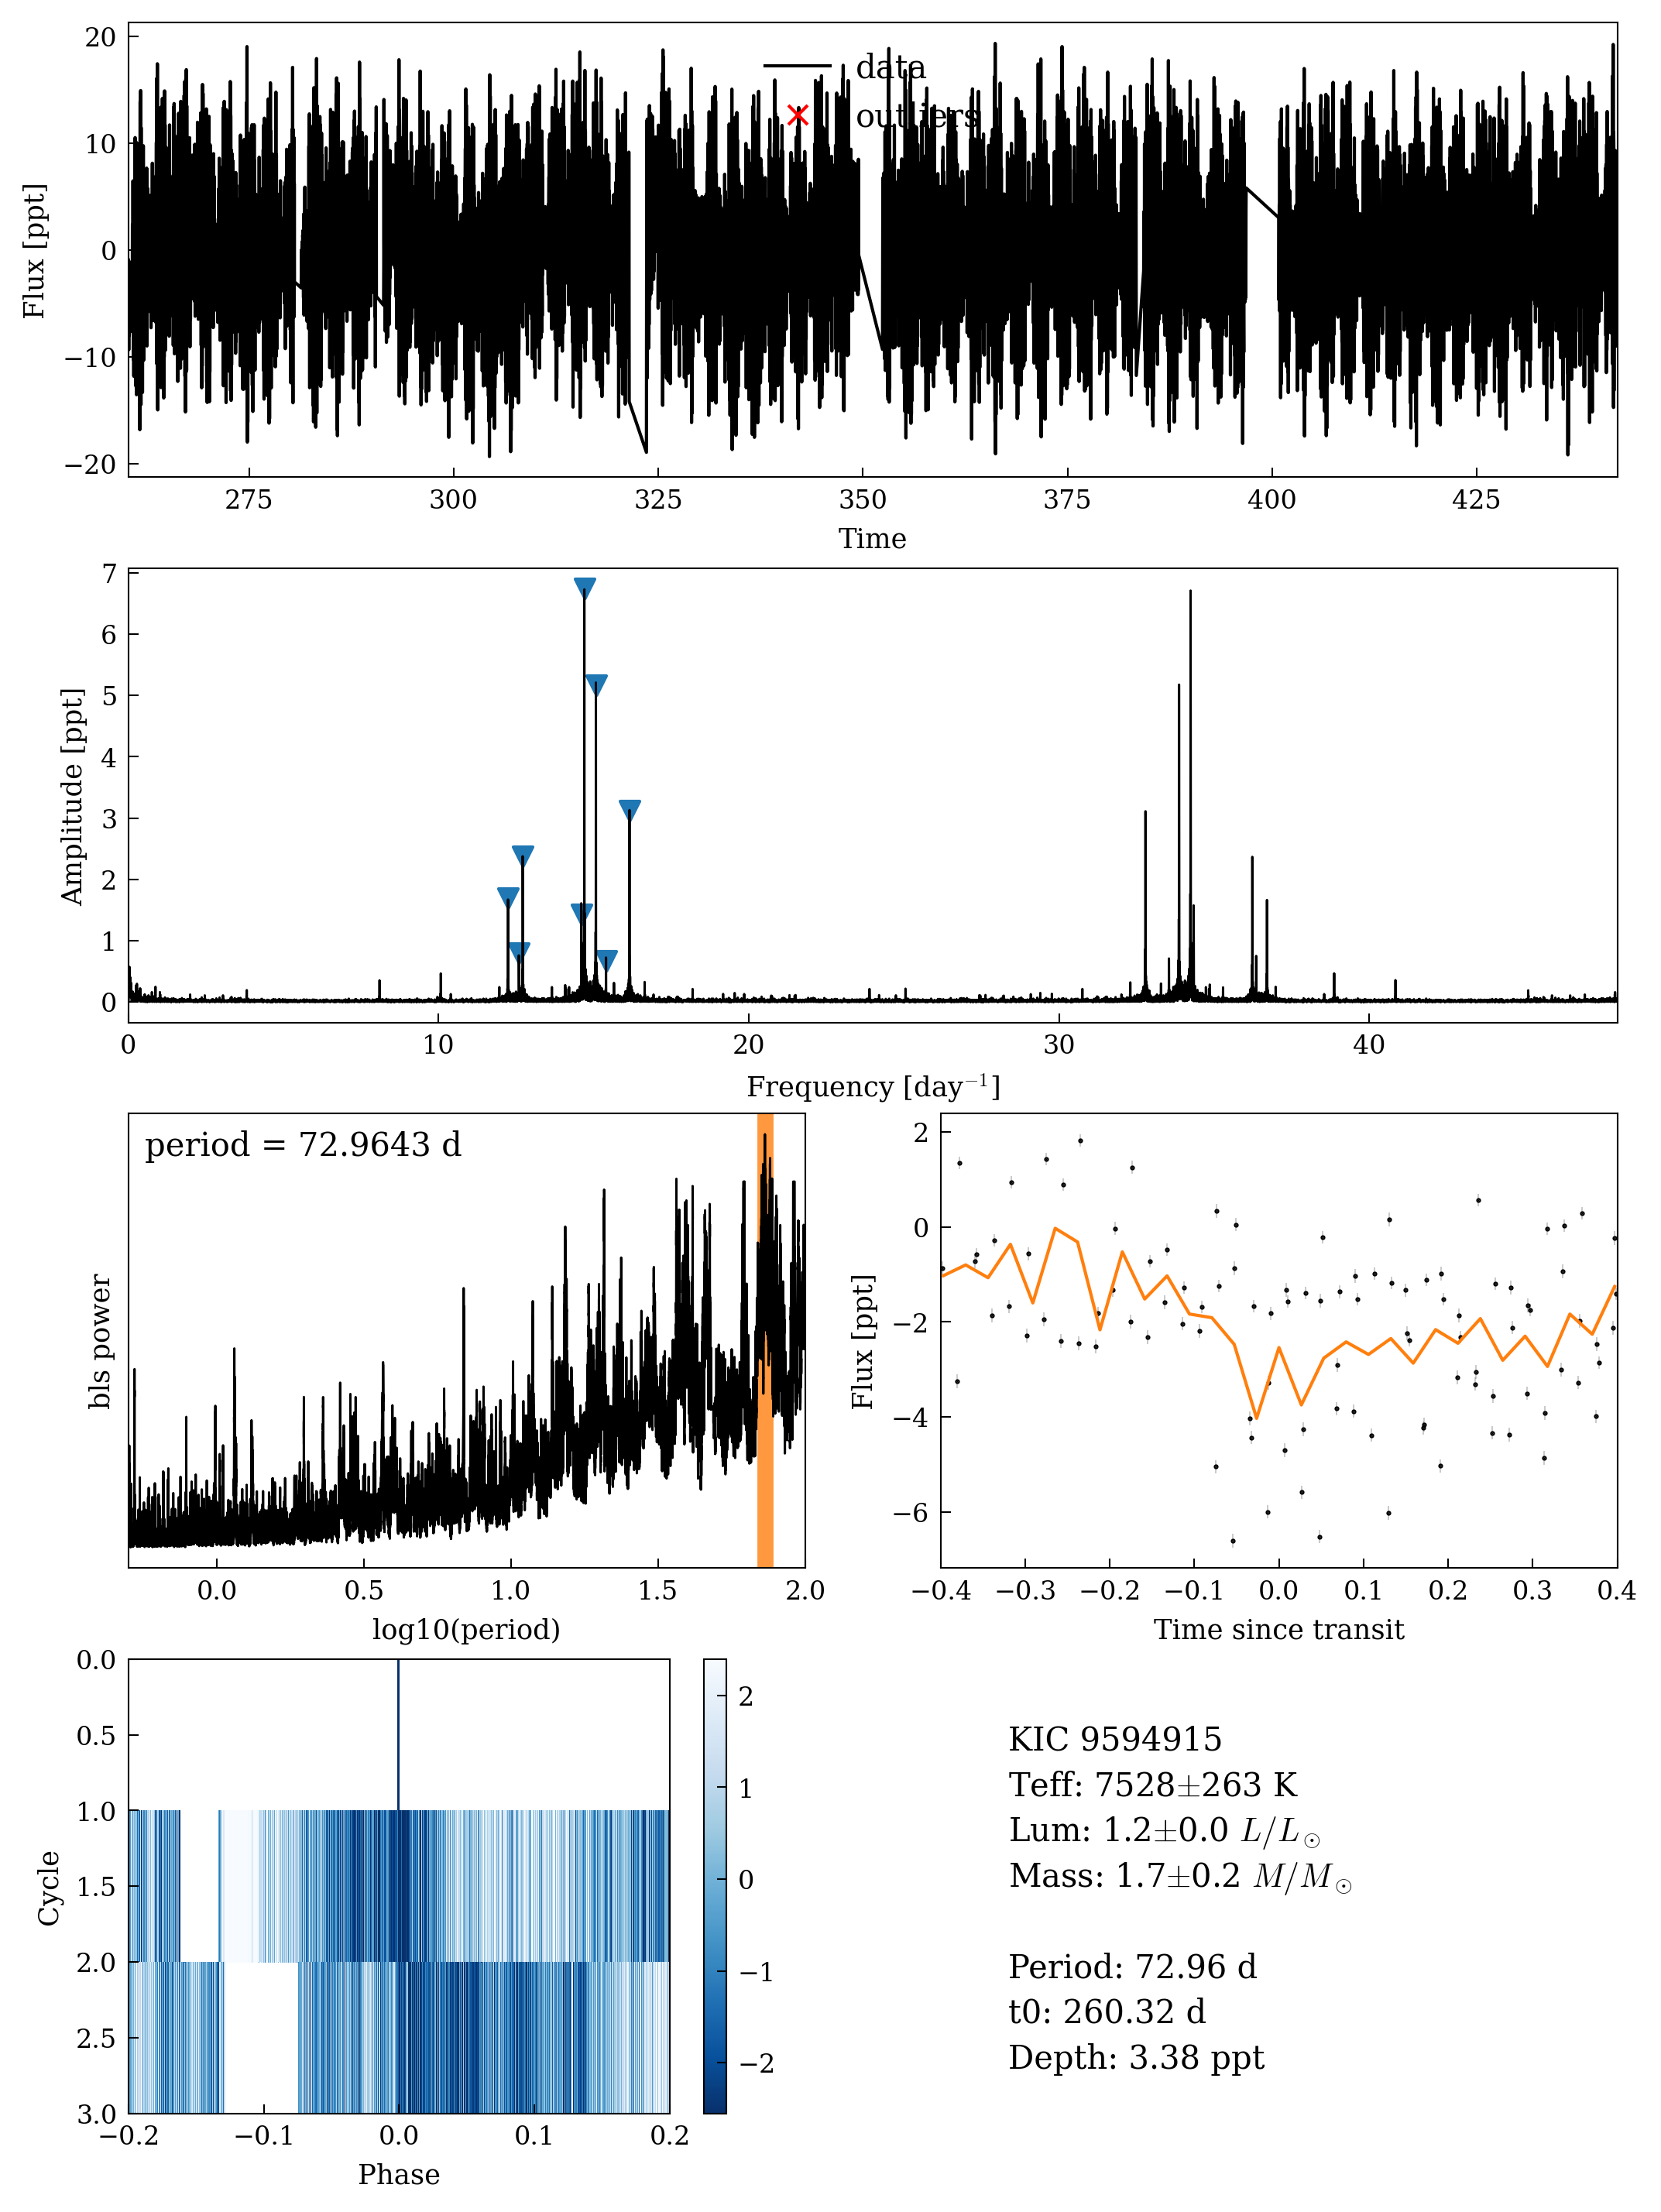 20
10
0
−10
−20
Flux [ppt]
data
outliers
275 300 325 350 375 400 425
Time
7
6
5
4
3
2
1
0
Amplitude [ppt]
0 10 20 30 40
Frequency [day⁻¹]
period = 72.9643 d
bls power
0.0 0.5 1.0 1.5 2.0
log10(period)
2
0
−2
−4
−6
Flux [ppt]
−0.4 −0.3 −0.2 −0.1 0.0 0.1 0.2 0.3 0.4
Time since transit
0.0
0.5
1.0
1.5
2.0
2.5
3.0
Cycle
−0.2 −0.1 0.0 0.1 0.2
Phase
2
1
0
−1
−2
KIC 9594915
Teff: 7528±263 K
Lum: 1.2±0.0 L/L⊙
Mass: 1.7±0.2 M/M⊙
Period: 72.96 d
t0: 260.32 d
Depth: 3.38 ppt